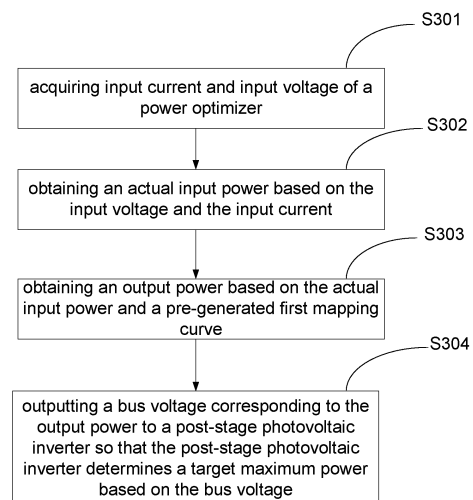 S301
acquiring input current and input voltage of a
power optimizer
S302
obtaining an actual input power based on the
input voltage and the input current
S303
obtaining an output power based on the actual
input power and a pre-generated first mapping
curve
S304
outputting a bus voltage corresponding to the
output power to a post-stage photovoltaic
inverter so that the post-stage photovoltaic
inverter determines a target maximum power
based on the bus voltage